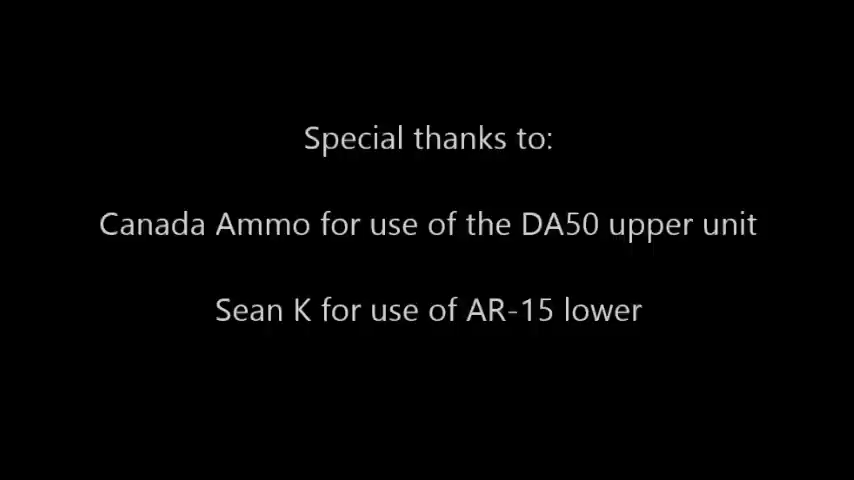 Special thanks to:
Canada Ammo for use of the DA50 upper unit
Sean K for use of AR-15 lower